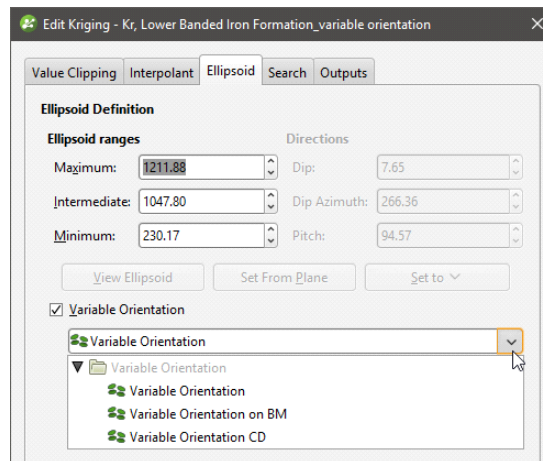 Edit Kriging - Kr, Lower Banded Iron Formation_variable orientation
Value Clipping Interpolant Ellipsoid Search Outputs
Ellipsoid Definition
Ellipsoid ranges Directions
Maximum: 1211.88 Dip: 7.65
Intermediate: 1047.80 Dip Azimuth: 266.36
Minimum: 230.17 Pitch: 94.57
View Ellipsoid Set From Plane Set to
Variable Orientation
Variable Orientation
Variable Orientation
Variable Orientation
Variable Orientation on BM
Variable Orientation CD